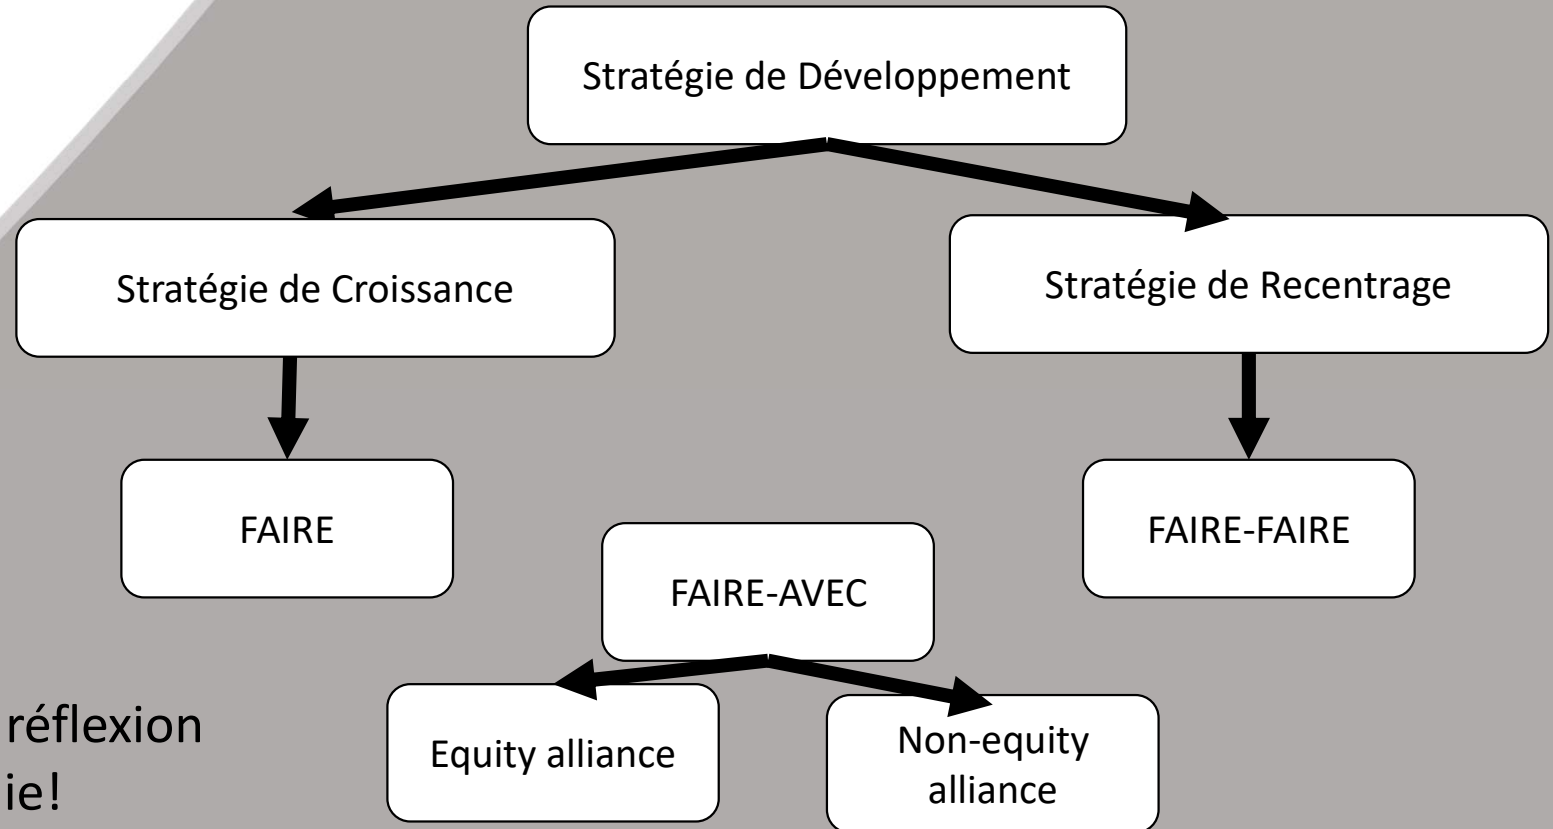 Stratégie de Développement
Stratégie de Croissance
Stratégie de Recentrage
FAIRE
FAIRE-FAIRE
FAIRE-AVEC
Equity alliance
Non-equity
alliance
réflexion
ie!